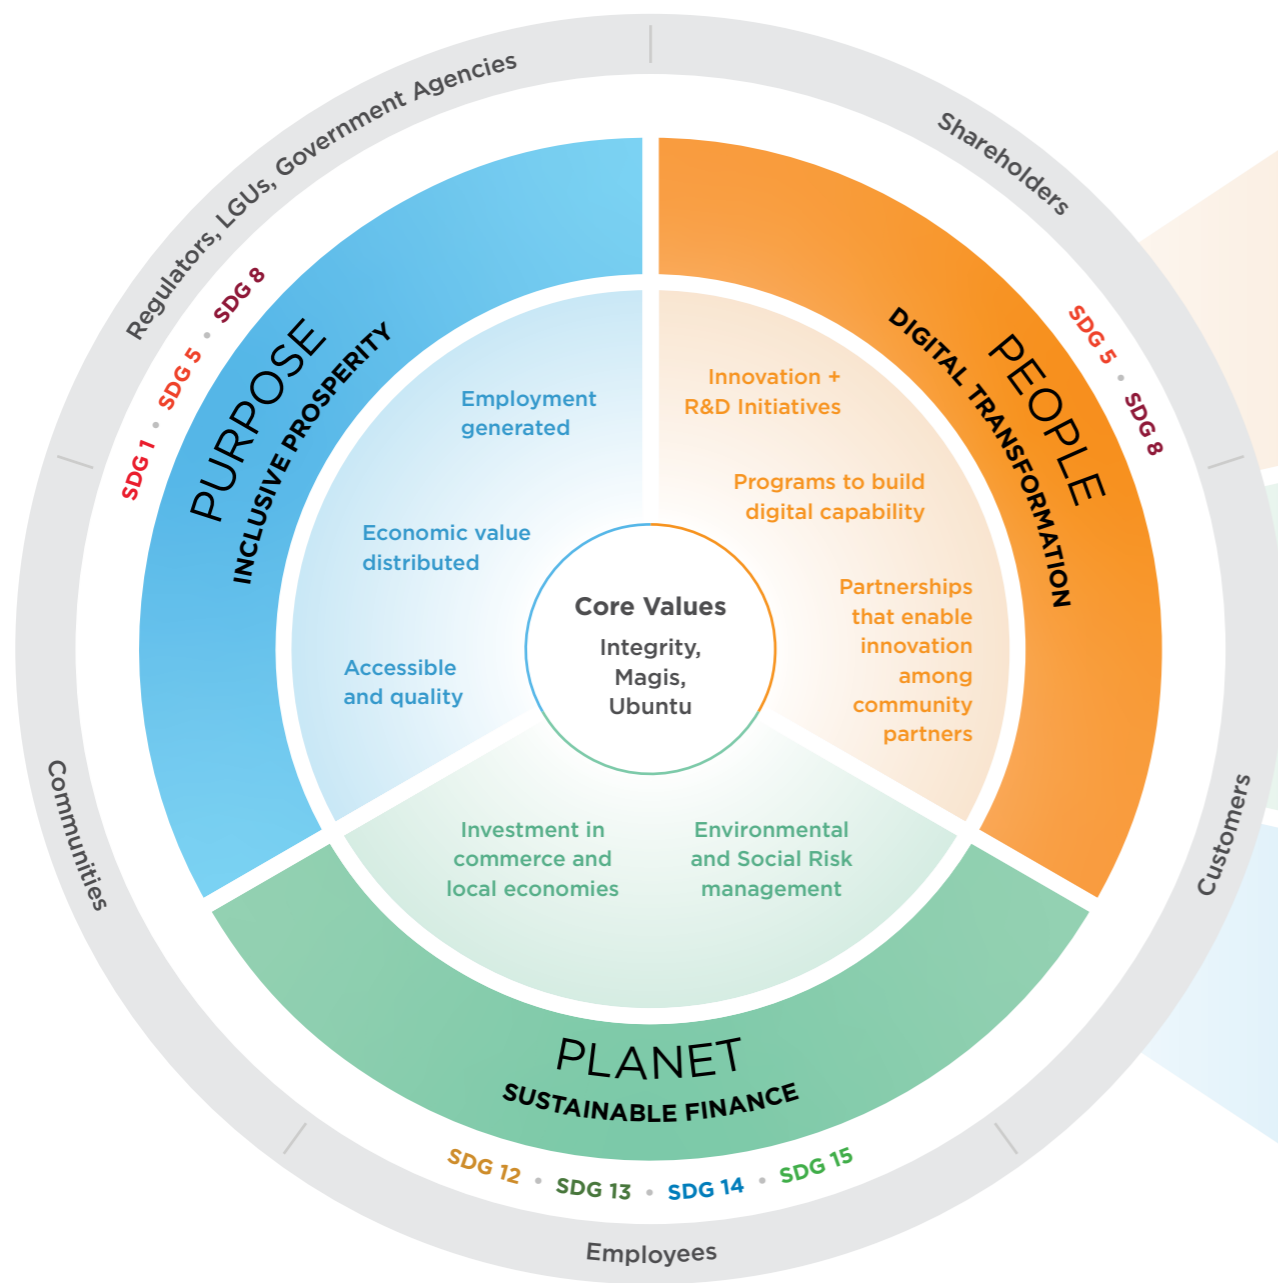 Regulators, LGUs, Government Agencies
Shareholders
Customers
Employees
Communities
SDG 1 • SDG 5 • SDG 8
PURPOSE
INCLUSIVE PROSPERITY
Employment
generated
Economic value
distributed
Accessible
and quality
SDG 5 • SDG 8
PEOPLE
DIGITAL TRANSFORMATION
Innovation +
R&D Initiatives
Programs to build
digital capability
Partnerships
that enable
innovation
among
community
partners
Core Values
Integrity,
Magis,
Ubuntu
Investment in
commerce and
local economies
Environmental
and Social Risk
management
PLANET
SUSTAINABLE FINANCE
SDG 12 • SDG 13 • SDG 14 • SDG 15